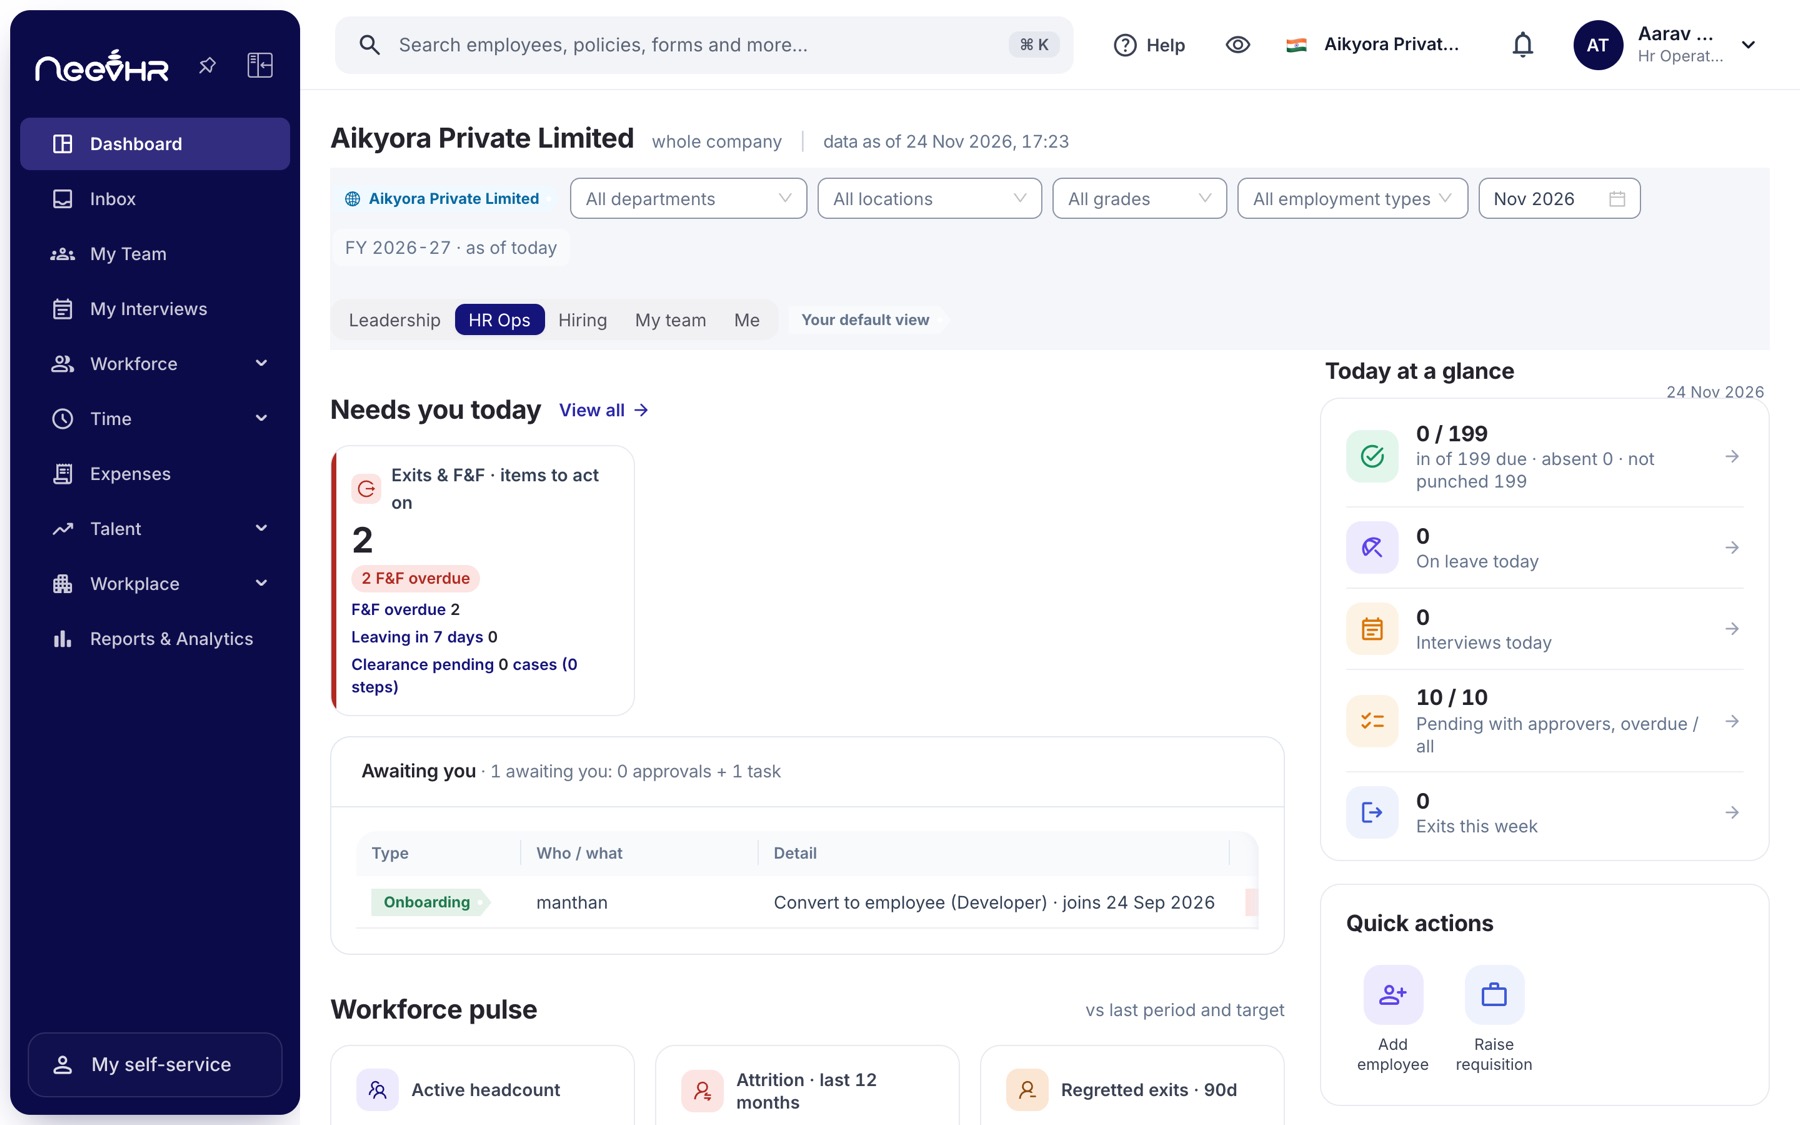 neevHR
Dashboard
Inbox
My Team
My Interviews
Workforce
Time
Expenses
Talent
Workplace
Reports & Analytics
My self-service
Search employees, policies, forms and more...
⌘ K
Help
Aikyora Privat...
AT
Aarav ...
Hr Operat...
Aikyora Private Limited
whole company
data as of 24 Nov 2026, 17:23
Aikyora Private Limited
All departments
All locations
All grades
All employment types
Nov 2026
FY 2026-27 · as of today
Leadership
HR Ops
Hiring
My team
Me
Your default view
Needs you today
View all →
Exits & F&F · items to act
on
2
2 F&F overdue
F&F overdue 2
Leaving in 7 days 0
Clearance pending 0 cases (0
steps)
Awaiting you · 1 awaiting you: 0 approvals + 1 task
Type
Who / what
Detail
Onboarding
manthan
Convert to employee (Developer) · joins 24 Sep 2026
Workforce pulse
vs last period and target
Active headcount
Attrition · last 12
months
Regretted exits · 90d
Today at a glance
24 Nov 2026
0 / 199
in of 199 due · absent 0 · not
punched 199
0
On leave today
0
Interviews today
10 / 10
Pending with approvers, overdue /
all
0
Exits this week
Quick actions
Add
employee
Raise
requisition